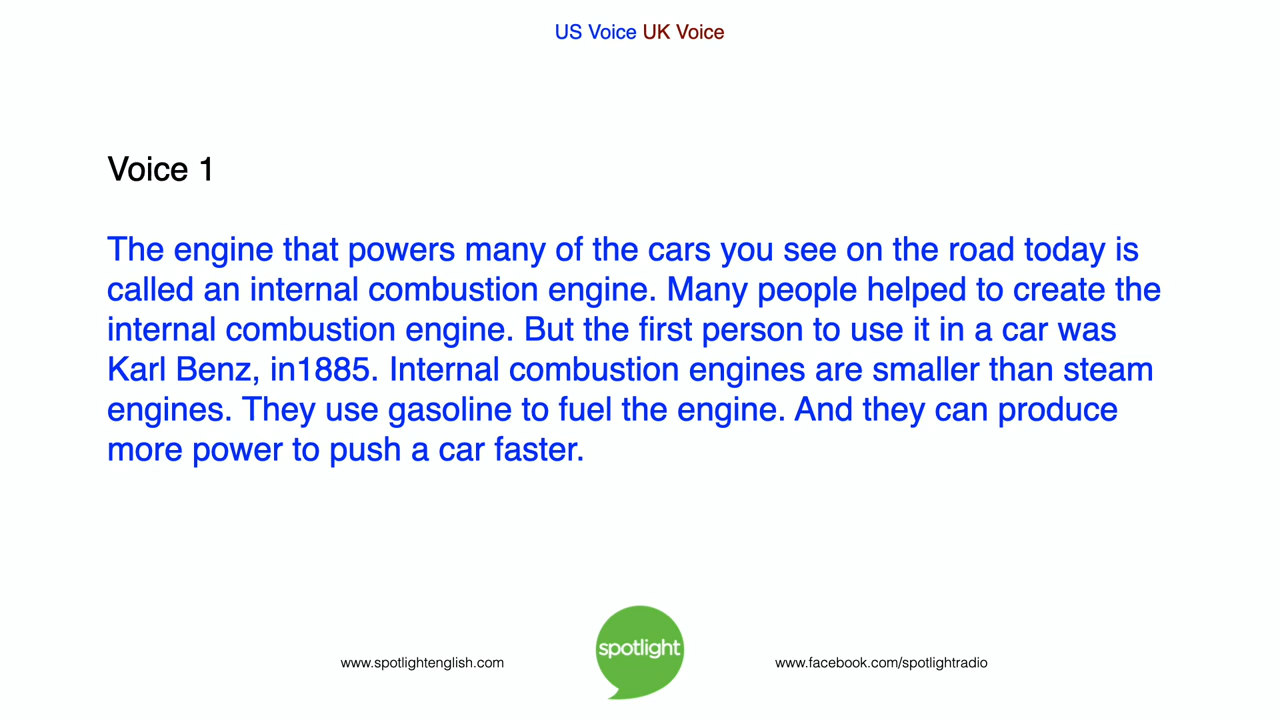 US Voice UK Voice
Voice 1
The engine that powers many of the cars you see on the road today is
called an internal combustion engine. Many people helped to create the
internal combustion engine. But the first person to use it in a car was
Karl Benz, in1885. Internal combustion engines are smaller than steam
engines. They use gasoline to fuel the engine. And they can produce
more power to push a car faster.
www.spotlightenglish.com
spotlight
www.facebook.com/spotlightradio